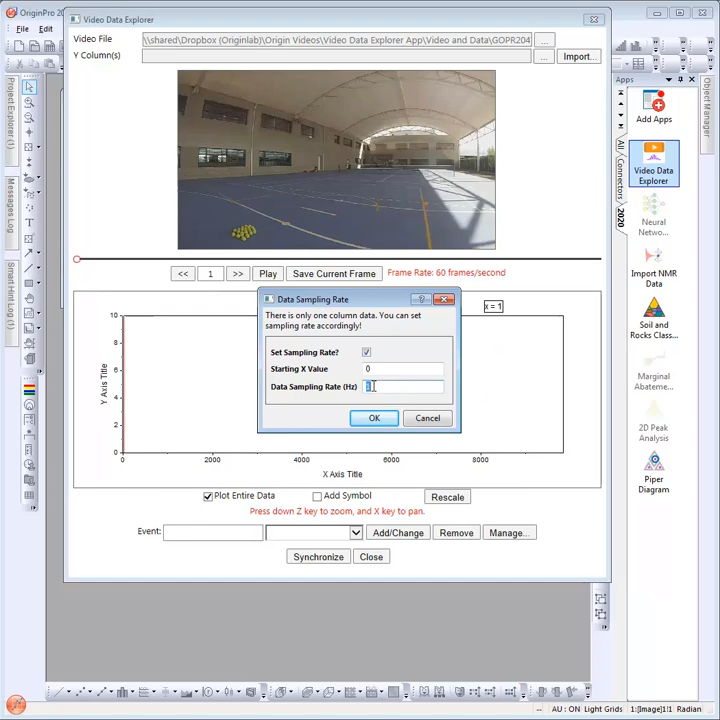 OriginPro 20
Video Data Explorer
File
Edit
Video File
\\shared\Dropbox (Originlab)\Origin Videos\Video Data Explorer App\Video and Data\GOPR204
...
Y Column(s)
...
Import...
Project Explorer (1)
Messages Log
Smart Hint Log (1)
Apps
Object Manager
All
Connectors
2020
Add Apps
Video Data
Explorer
Neural
Netwo...
Import NMR
Data
Soil and
Rocks Class...
Marginal
Abateme...
2D Peak
Analysis
Piper
Diagram
<<
1
>>
Play
Save Current Frame
Frame Rate: 60 frames/second
x = 1
Data Sampling Rate
There is only one column data. You can set
sampling rate accordingly!
Set Sampling Rate?
Starting X Value
0
Data Sampling Rate (Hz)
OK
Cancel
Y Axis Title
10
8
6
4
2
0
0
2000
4000
6000
8000
X Axis Title
Plot Entire Data
Add Symbol
Rescale
Press down Z key to zoom, and X key to pan.
Event:
Add/Change
Remove
Manage...
Synchronize
Close
-- AU : ON Light Grids -- 1:[Image]1!1 Radian